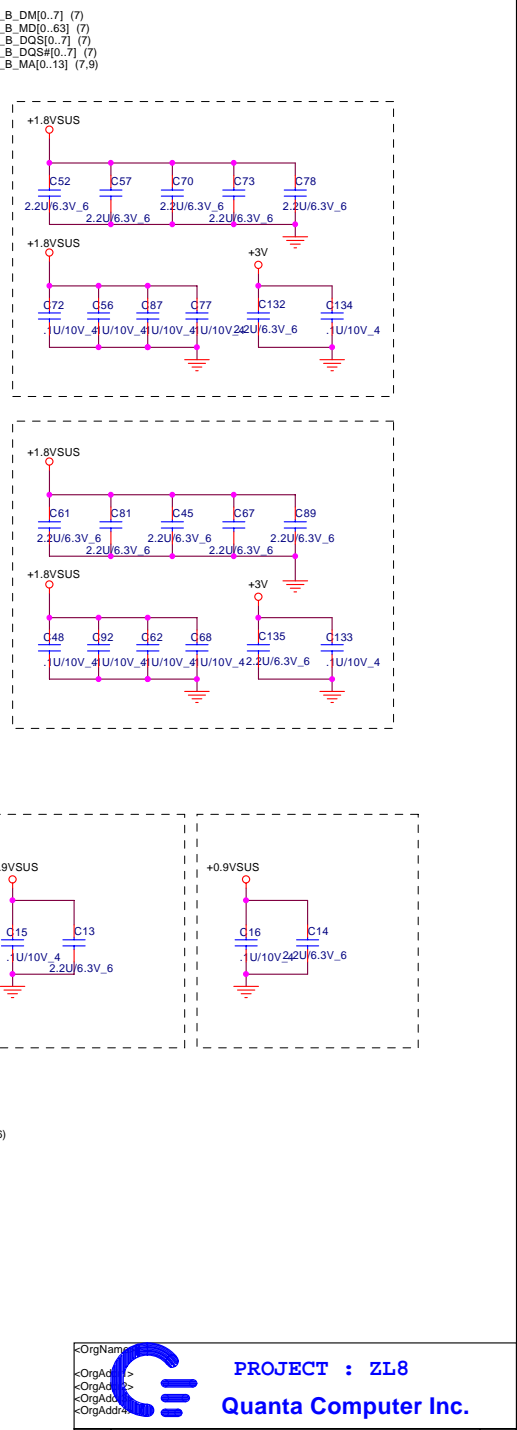 _B_DM[0..7] (7)
_B_MD[0..63] (7)
_B_DQS[0..7] (7)
_B_DQS#[0..7] (7)
_B_MA[0..13] (7,9)
+1.8VSUS
C52 C57 C70 C73 C78
2.2U/6.3V_6 2.2U/6.3V_6 2.2U/6.3V_6 2.2U/6.3V_6 2.2U/6.3V_6
+1.8VSUS +3V
C72 C56 C87 C77 C132 C134
.1U/10V_4 .1U/10V_4 .1U/10V_4 .1U/10V_4 2.2U/6.3V_6 .1U/10V_4
+1.8VSUS
C61 C81 C45 C67 C89
2.2U/6.3V_6 2.2U/6.3V_6 2.2U/6.3V_6 2.2U/6.3V_6 2.2U/6.3V_6
+1.8VSUS +3V
C48 C92 C62 C68 C135 C133
.1U/10V_4 .1U/10V_4 .1U/10V_4 .1U/10V_4 2.2U/6.3V_6 .1U/10V_4
.9VSUS +0.9VSUS
C15 C13 C16 C14
.1U/10V_4 2.2U/6.3V_6 .1U/10V_4 2.2U/6.3V_6
<OrgName>
<OrgAddr1>
<OrgAddr2>
<OrgAddr3>
<OrgAddr4>
PROJECT : ZL8
Quanta Computer Inc.